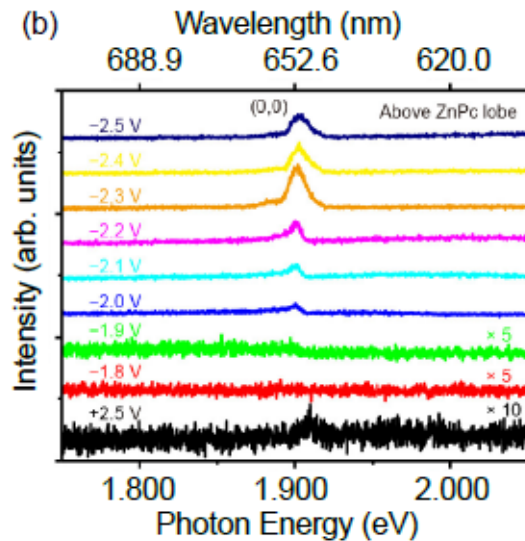 (b)
Wavelength (nm)
688.9 652.6 620.0
(0,0) Above ZnPc lobe
−2.5 V
−2.4 V
−2.3 V
−2.2 V
−2.1 V
−2.0 V
−1.9 V × 5
−1.8 V × 5
+2.5 V × 10
Intensity (arb. units)
1.800 1.900 2.000
Photon Energy (eV)